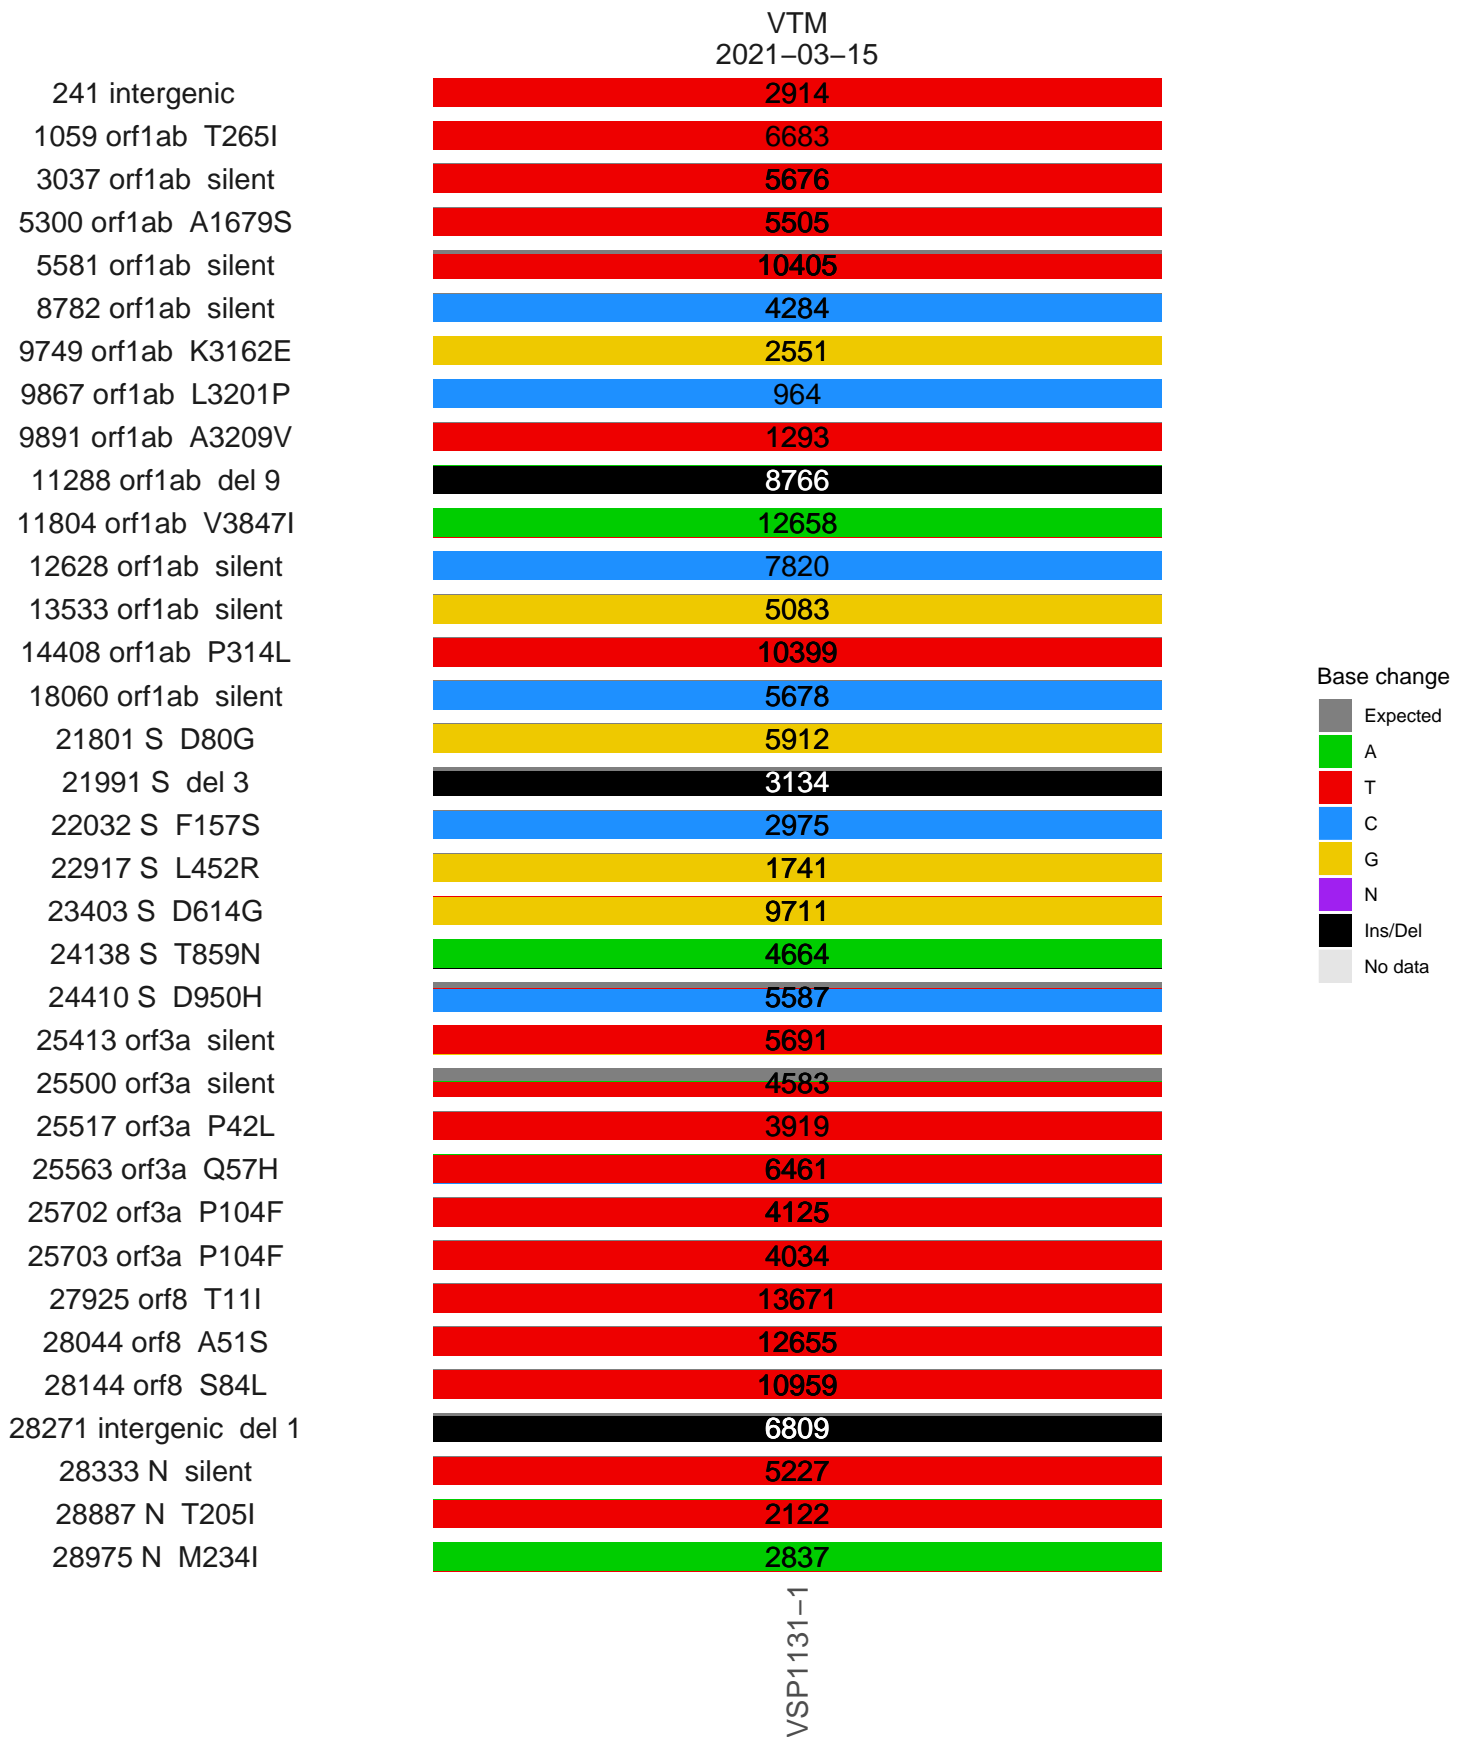 VTM
2021−03−15
241 intergenic 2914
1059 orf1ab T265I 6683
3037 orf1ab silent 5676
5300 orf1ab A1679S 5505
5581 orf1ab silent 10405
8782 orf1ab silent 4284
9749 orf1ab K3162E 2551
9867 orf1ab L3201P 964
9891 orf1ab A3209V 1293
11288 orf1ab del 9 8766
11804 orf1ab V3847I 12658
12628 orf1ab silent 7820
13533 orf1ab silent 5083
14408 orf1ab P314L 10399
18060 orf1ab silent 5678
21801 S D80G 5912
21991 S del 3 3134
22032 S F157S 2975
22917 S L452R 1741
23403 S D614G 9711
24138 S T859N 4664
24410 S D950H 5587
25413 orf3a silent 5691
25500 orf3a silent 4583
25517 orf3a P42L 3919
25563 orf3a Q57H 6461
25702 orf3a P104F 4125
25703 orf3a P104F 4034
27925 orf8 T11I 13671
28044 orf8 A51S 12655
28144 orf8 S84L 10959
28271 intergenic del 1 6809
28333 N silent 5227
28887 N T205I 2122
28975 N M234I 2837
VSP1131−1
Base change
Expected
A
T
C
G
N
Ins/Del
No data